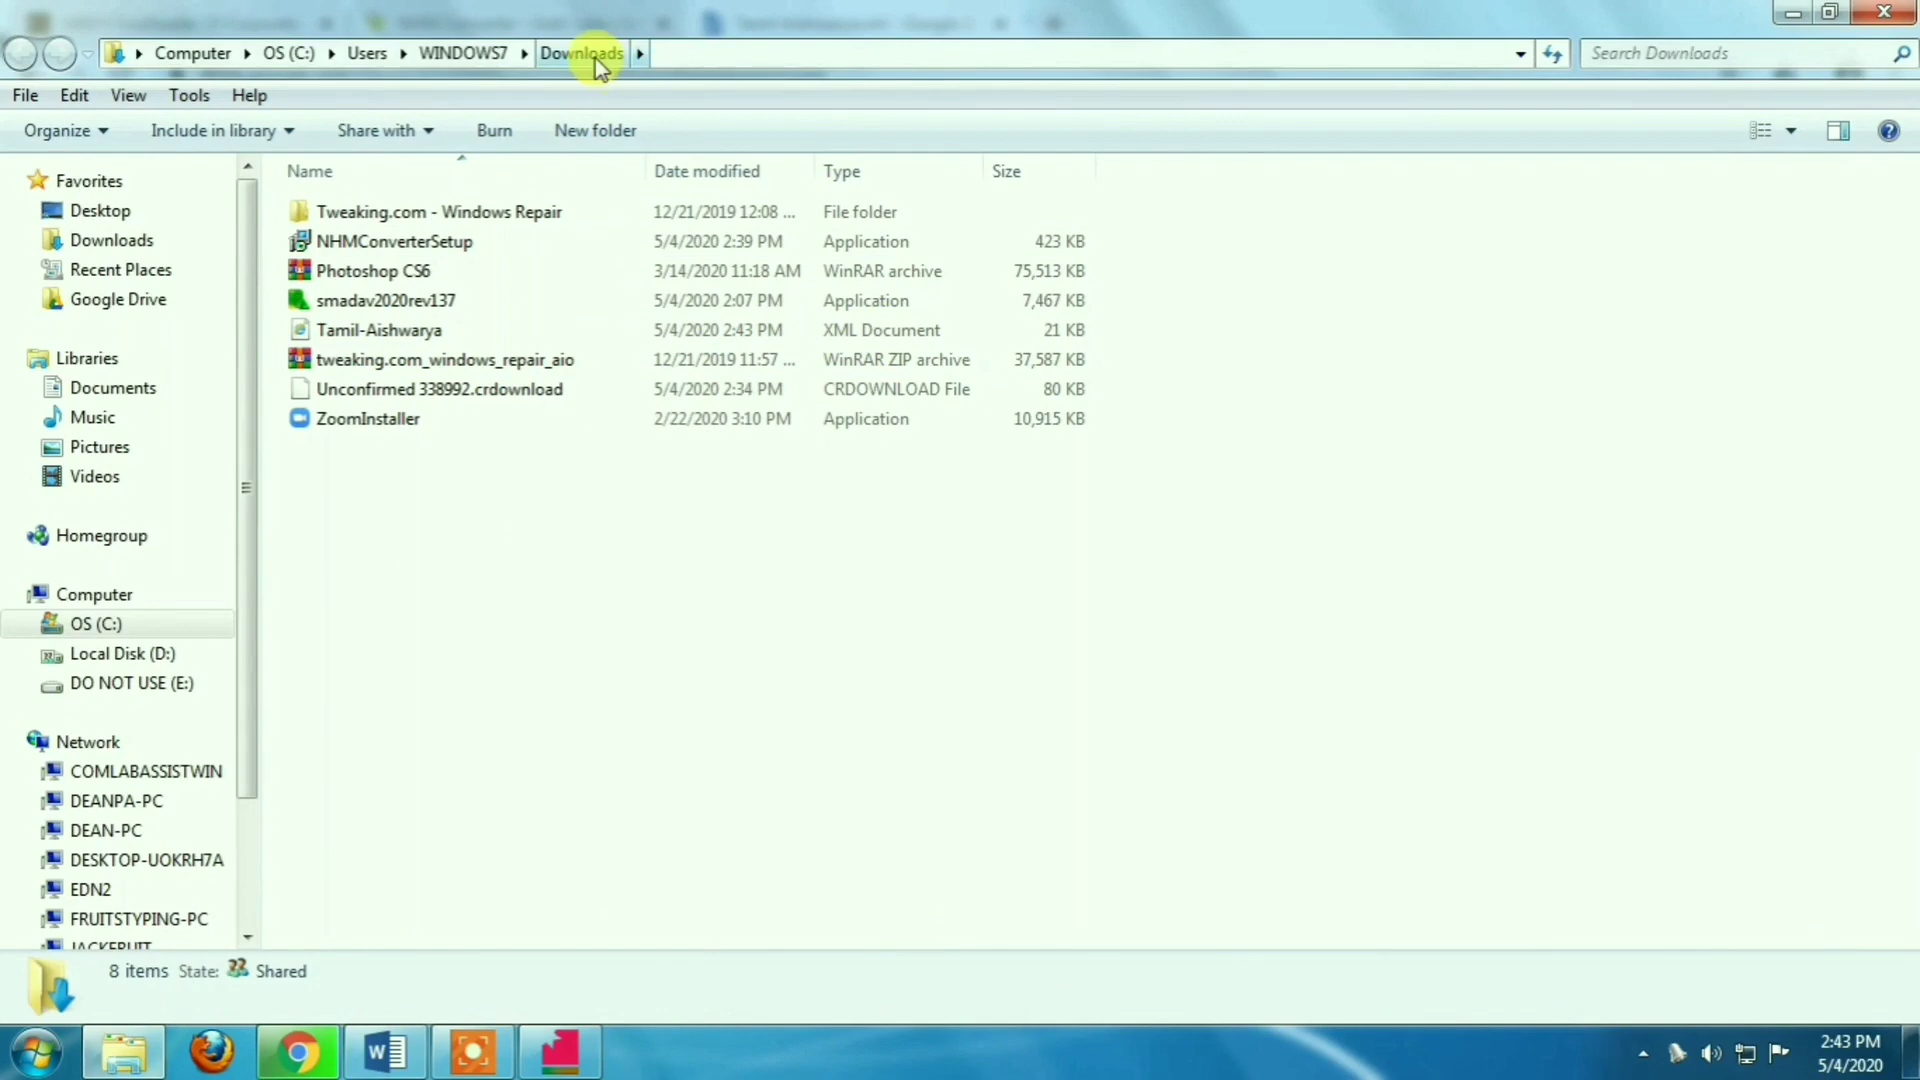 Computer OS (C:) Users WINDOWS7 Downloads Search Downloads
File Edit View Tools Help
Organize Include in library Share with Burn New folder
Name Date modified Type Size
Favorites
Desktop
Downloads
Recent Places
Google Drive
Libraries
Documents
Music
Pictures
Videos
Homegroup
Computer
OS (C:)
Local Disk (D:)
DO NOT USE (E:)
Network
COMLABASSISTWIN
DEANPA-PC
DEAN-PC
DESKTOP-UOKRH7A
EDN2
FRUITSTYPING-PC
JACKFRUIT
Tweaking.com - Windows Repair 12/21/2019 12:08 ... File folder
NHMConverterSetup 5/4/2020 2:39 PM Application 423 KB
Photoshop CS6 3/14/2020 11:18 AM WinRAR archive 75,513 KB
smadav2020rev137 5/4/2020 2:07 PM Application 7,467 KB
Tamil-Aishwarya 5/4/2020 2:43 PM XML Document 21 KB
tweaking.com_windows_repair_aio 12/21/2019 11:57 ... WinRAR ZIP archive 37,587 KB
Unconfirmed 338992.crdownload 5/4/2020 2:34 PM CRDOWNLOAD File 80 KB
ZoomInstaller 2/22/2020 3:10 PM Application 10,915 KB
8 items State: Shared
2:43 PM
5/4/2020